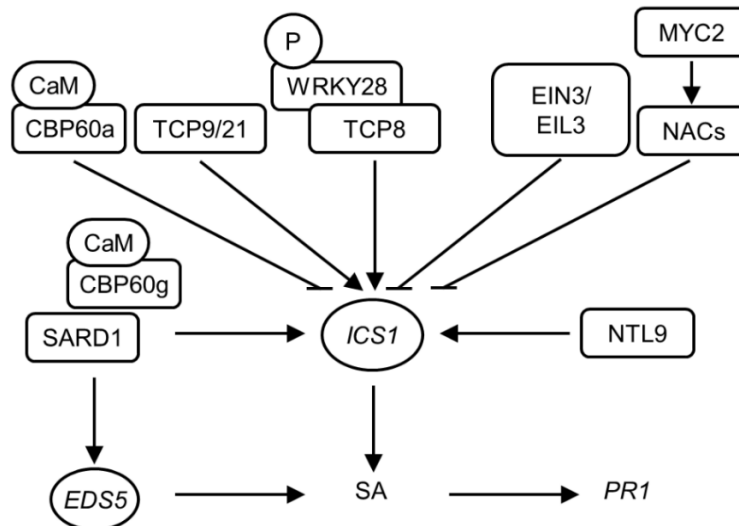 P
MYC2
CaM
WRKY28
EIN3/
EIL3
CBP60a
TCP9/21
TCP8
NACs
CaM
CBP60g
SARD1
ICS1
NTL9
EDS5
SA
PR1